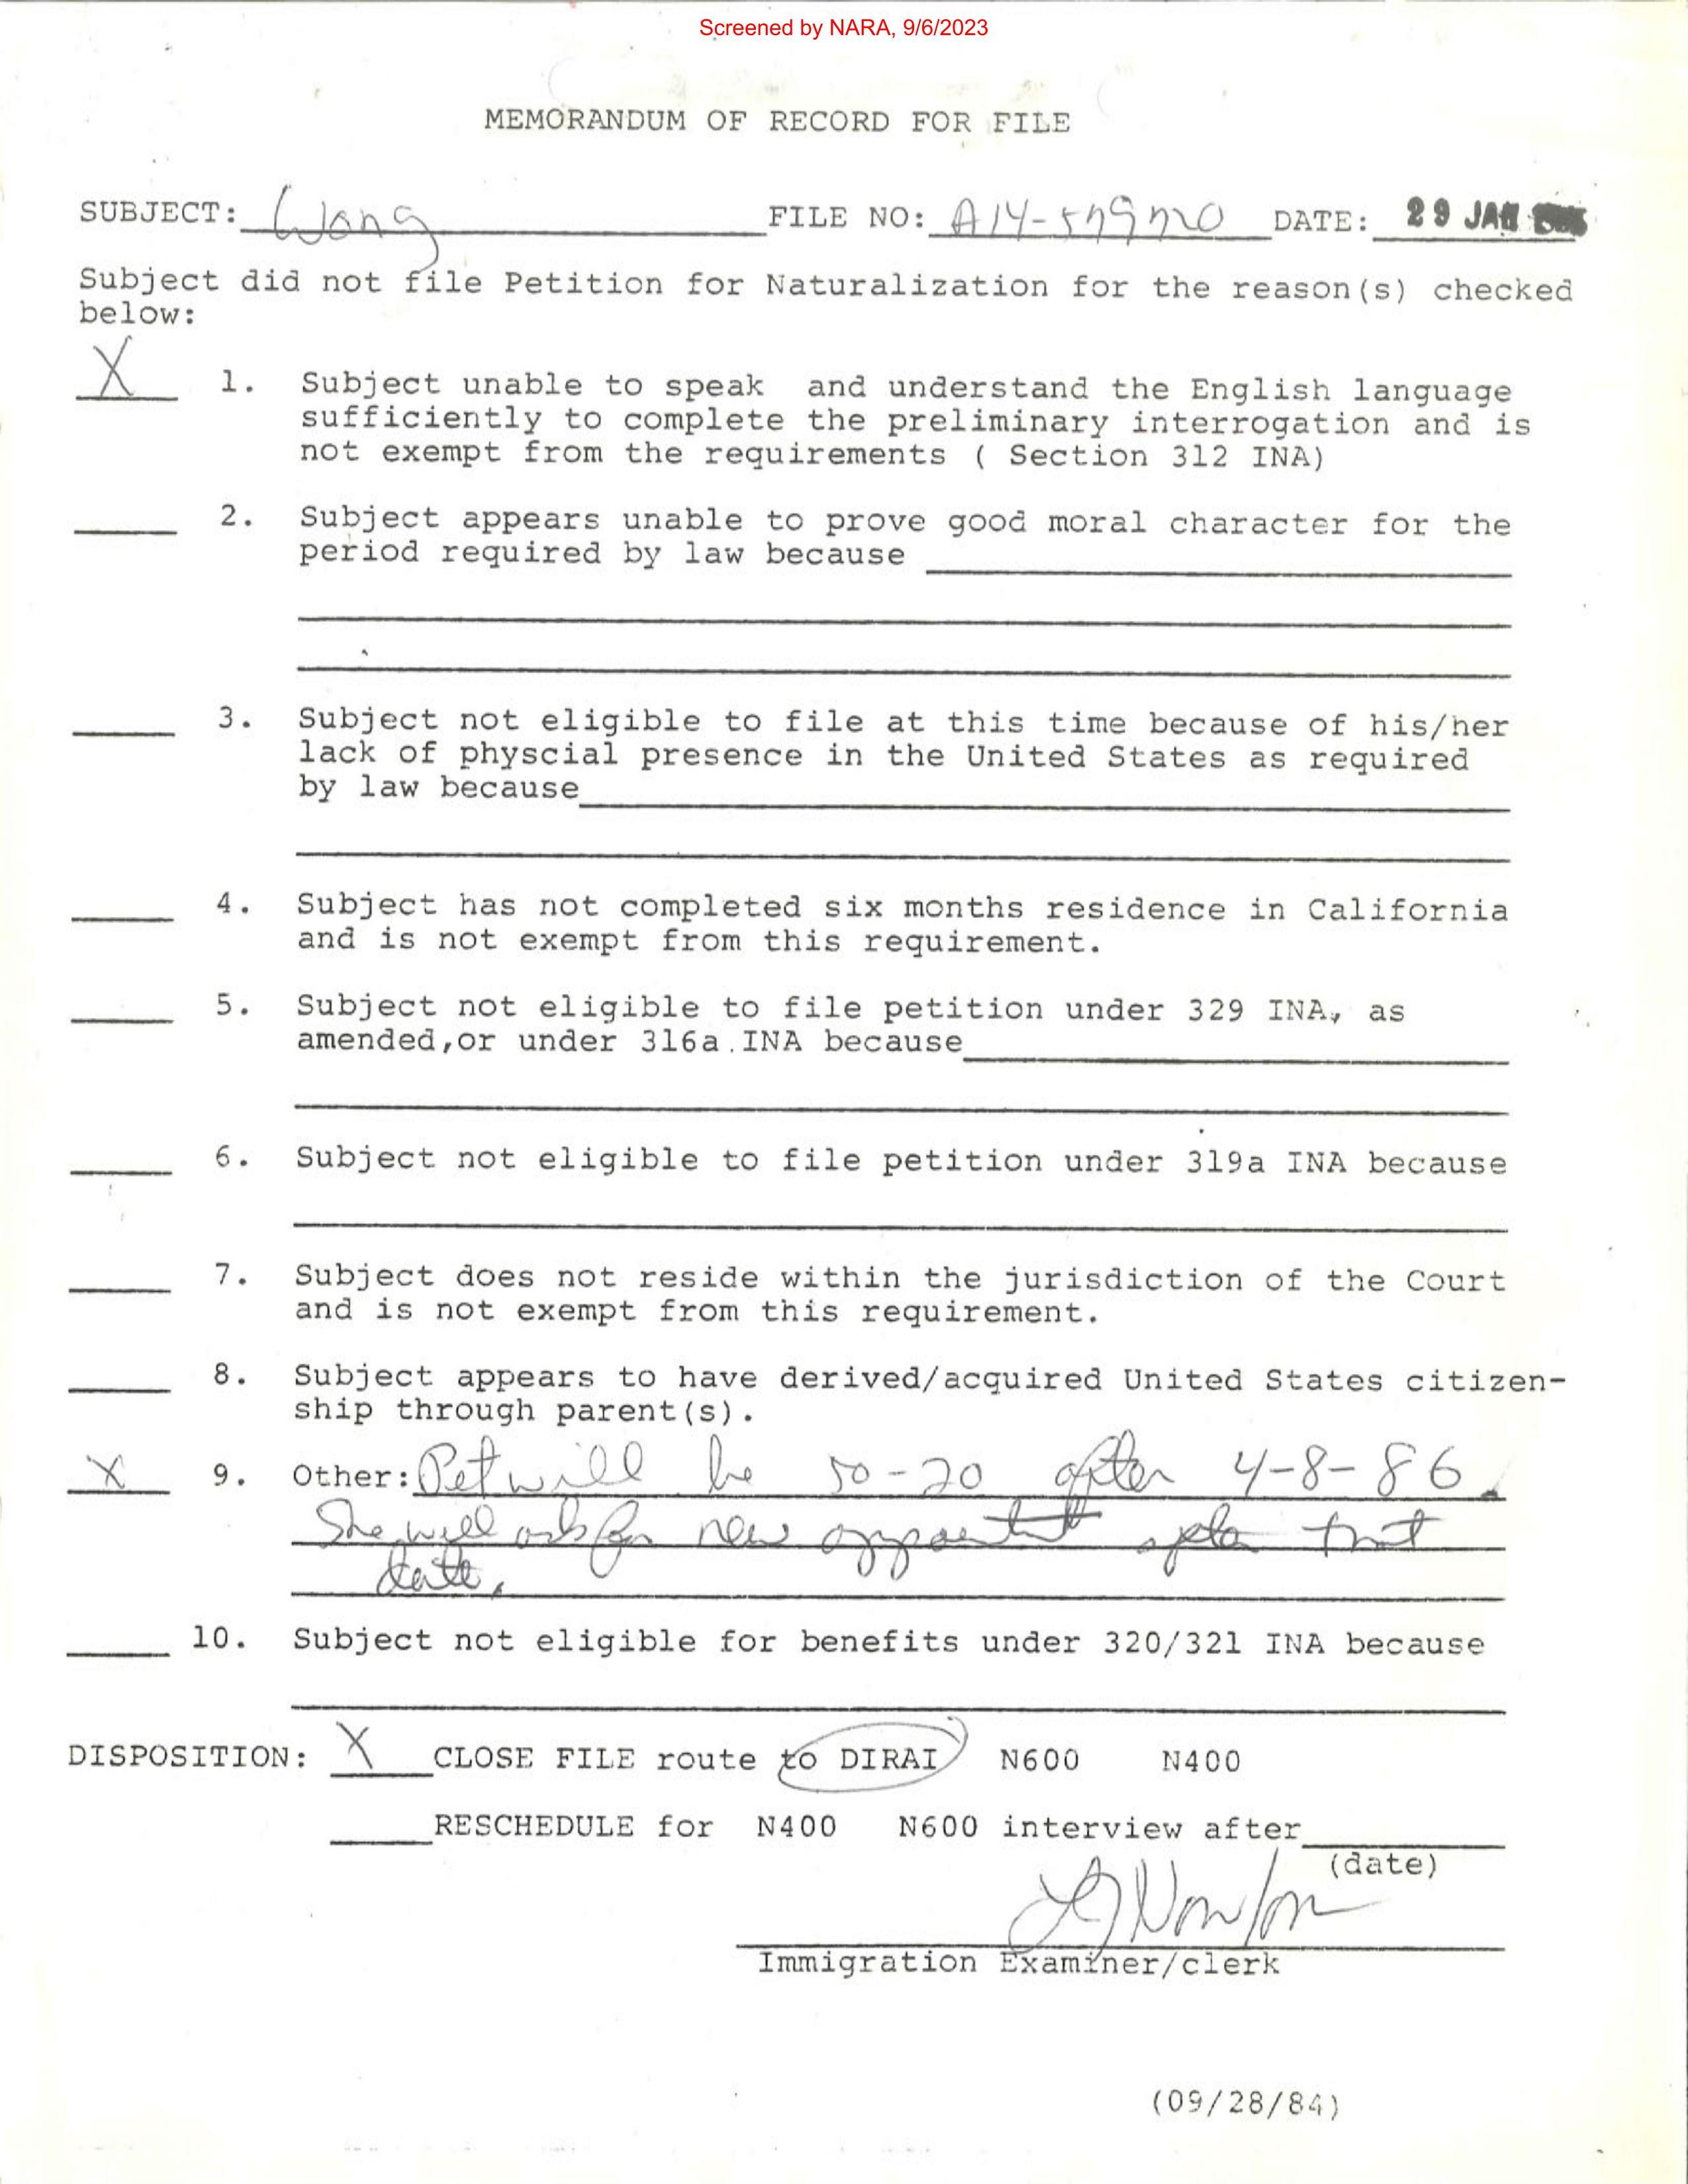 Screened by NARA, 9/6/2023
MEMORANDUM OF RECORD FOR FILE
SUBJECT: Wong FILE NO: A14-579720 DATE: 29 JAN
Subject did not file Petition for Naturalization for the reason(s) checked
below:
X 1. Subject unable to speak and understand the English language
sufficiently to complete the preliminary interrogation and is
not exempt from the requirements ( Section 312 INA)
2. Subject appears unable to prove good moral character for the
period required by law because
3. Subject not eligible to file at this time because of his/her
lack of physcial presence in the United States as required
by law because
4. Subject has not completed six months residence in California
and is not exempt from this requirement.
5. Subject not eligible to file petition under 329 INA, as
amended,or under 316a.INA because
6. Subject not eligible to file petition under 319a INA because
7. Subject does not reside within the jurisdiction of the Court
and is not exempt from this requirement.
8. Subject appears to have derived/acquired United States citizen-
ship through parent(s).
X 9. Other: Pet will be 50-20 after 4-8-86.
She will ask for new that
date.
10. Subject not eligible for benefits under 320/321 INA because
DISPOSITION: X CLOSE FILE route to DIRAI N600 N400
RESCHEDULE for N400 N600 interview after
(date)
Immigration Examiner/clerk
(09/28/84)